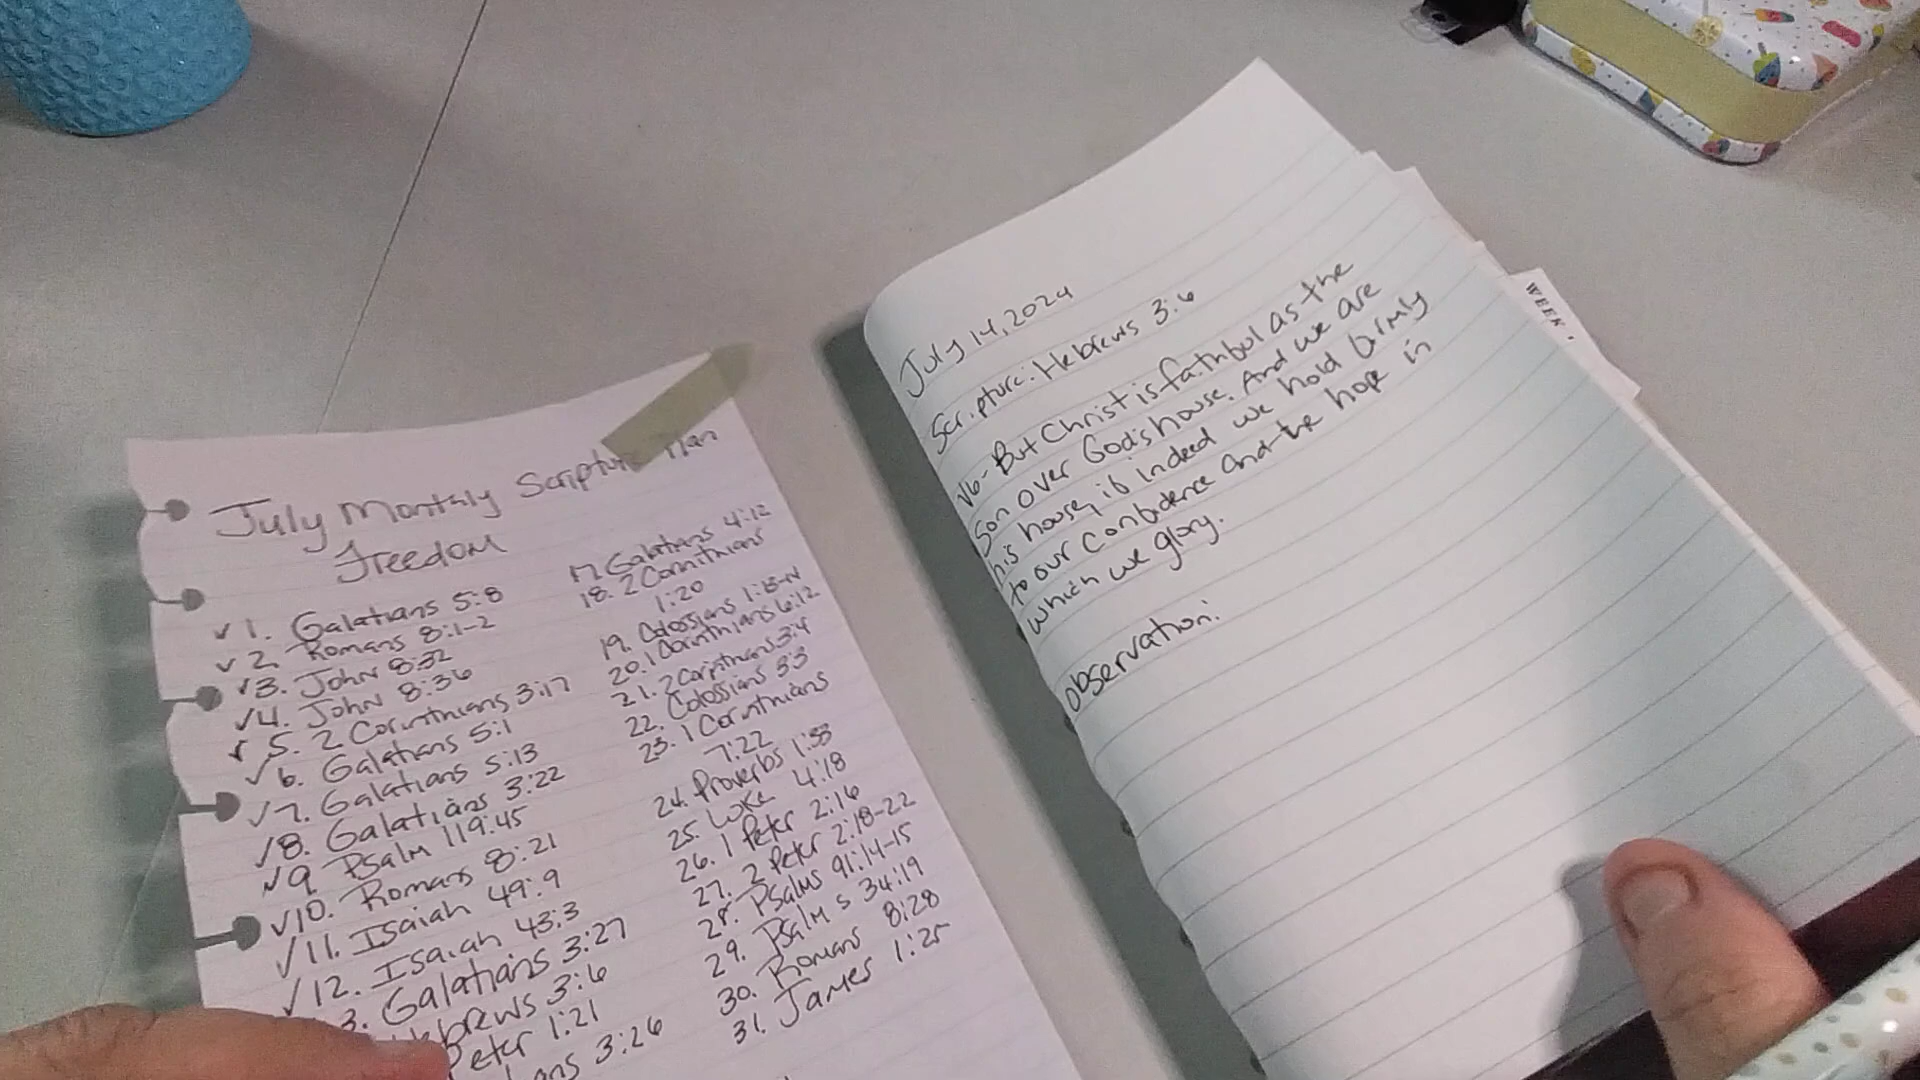 July Monthly Scripture Plan
Freedom
✓ 1. Galatians 5:8
✓ 2. Romans 8:1-2
✓3. John 8:32
✓4. John 8:36
✓ 5. 2 Corinthians 3:17
✓6. Galatians 5:1
✓7. Galatians 5:13
✓8. Galatians 3:22
✓9. Psalm 119:45
✓10. Romans 8:21
✓11. Isaiah 49:9
✓12. Isaiah 43:3
3. Galatians 3:27
brews 3:6
Peter 1:21
ans 3:26
17. Galatians 4:12
18. 2 Corinthians
1:20
19. Colossians 1:13-14
20. 1 Corinthians 6:12
21. 2 Corinthians 3:4
22. Colossians 3:3
23. 1 Corinthians
7:22
24. Proverbs 1:33
25. Luke 4:18
26. 1 Peter 2:16
27. 2 Peter 2:18-22
28. Psalms 91:14-15
29. Psalms 34:19
30. Romans 8:28
31. James 1:25
July 14, 2024
Scripture: Hebrews 3:6
V6- But Christ is faithful as the
Son over God's house. And we are
his house, if indeed we hold firmly
to our confidence and the hope in
which we glory.
Observation:
WEEK.